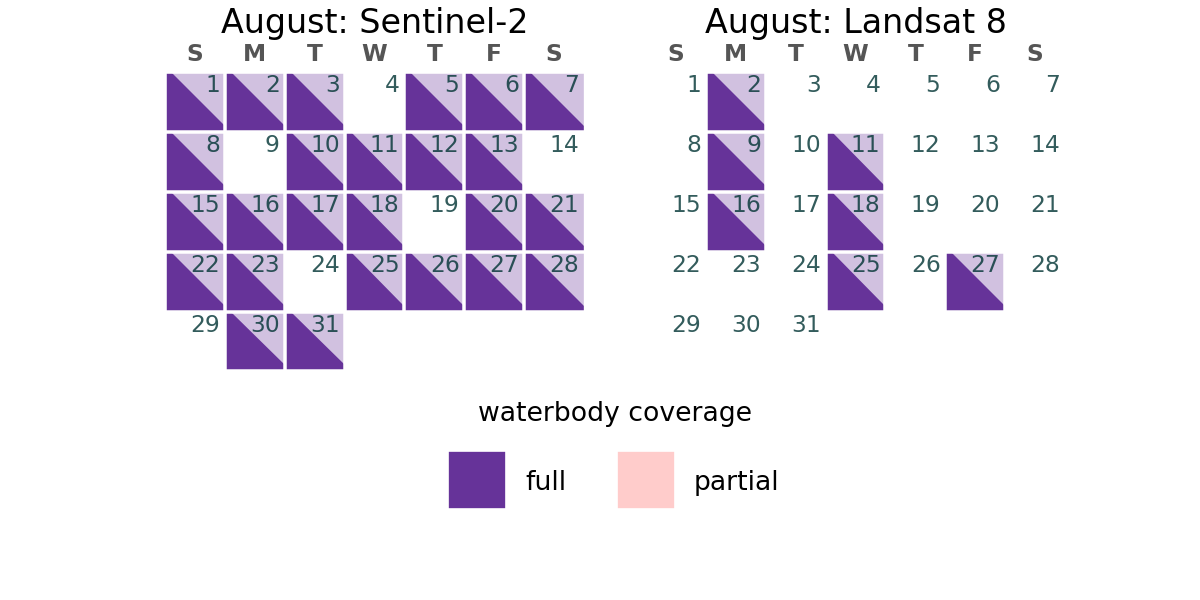 August: Sentinel-2
S M T W T F S
1 2 3 4 5 6 7
8 9 10 11 12 13 14
15 16 17 18 19 20 21
22 23 24 25 26 27 28
29 30 31
August: Landsat 8
S M T W T F S
1 2 3 4 5 6 7
8 9 10 11 12 13 14
15 16 17 18 19 20 21
22 23 24 25 26 27 28
29 30 31
waterbody coverage
full partial